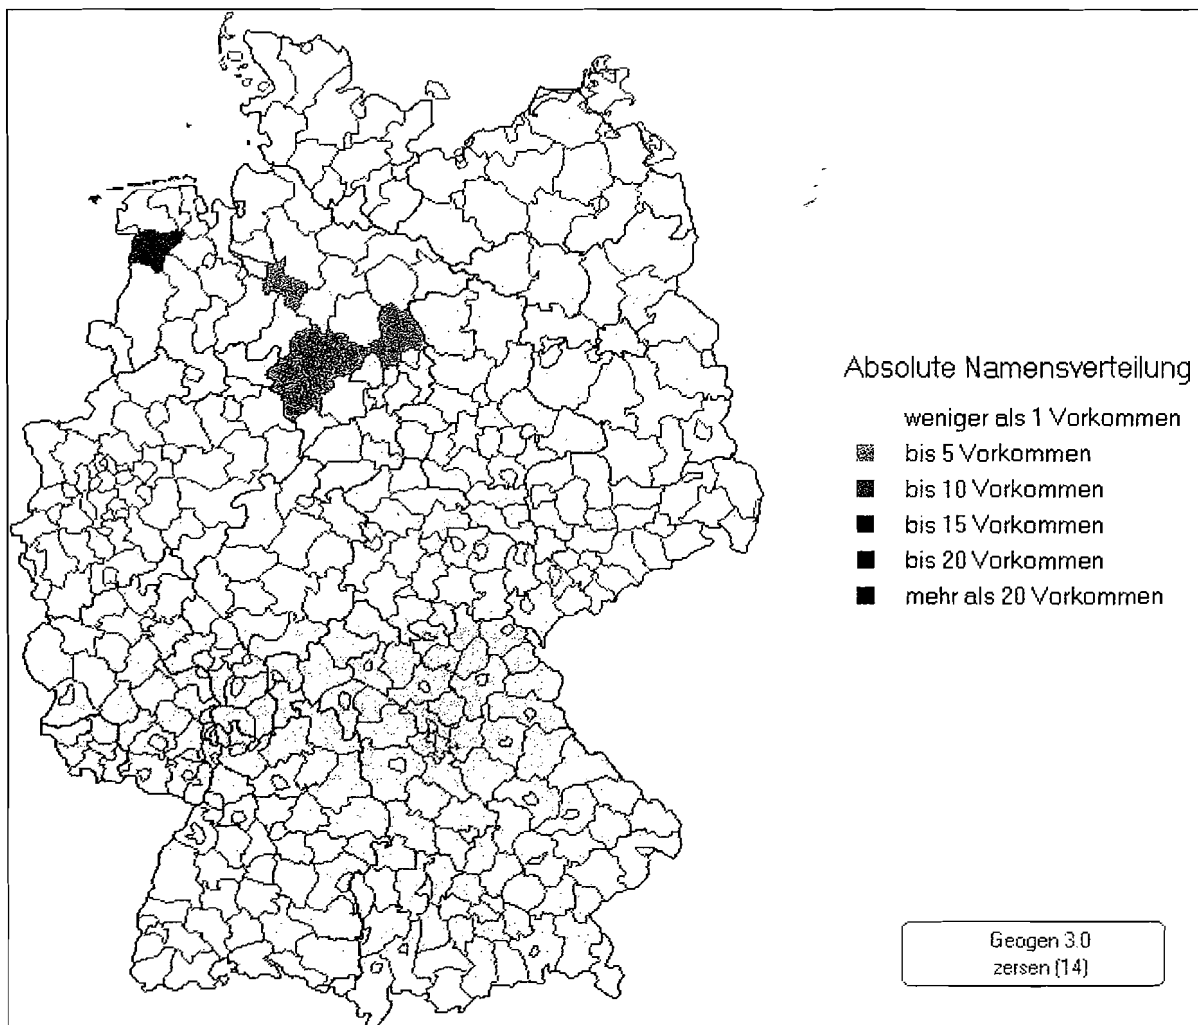 Absolute Namensverteilung
weniger als 1 Vorkommen
bis 5 Vorkommen
bis 10 Vorkommen
bis 15 Vorkommen
bis 20 Vorkommen
mehr als 20 Vorkommen
Geogen 3.0
zersen (14)